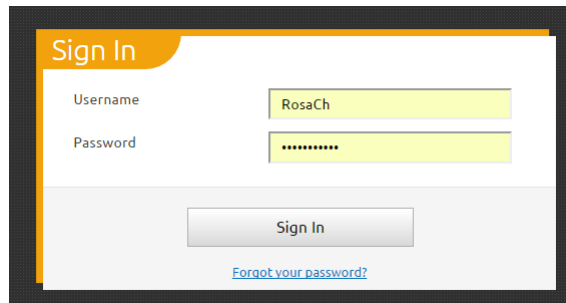 Sign In
Username
RosaCh
Password
•••••••••••
Sign In
Forgot your password?